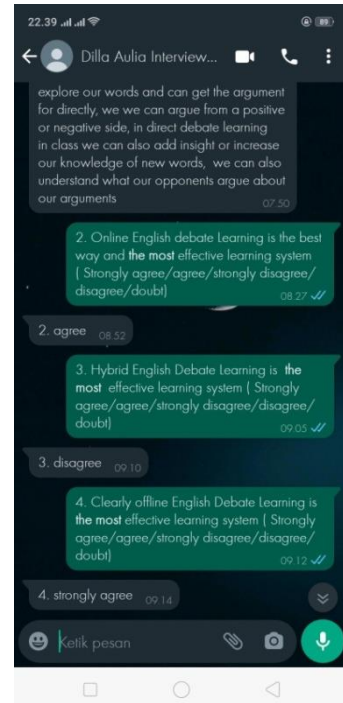 22.39
89
Dilla Aulia Interview...
explore our words and can get the argument
for directly, we we can argue from a positive
or negative side, in direct debate learning
in class we can also add insight or increase
our knowledge of new words, we can also
understand what our opponents argue about
our arguments
07.50
2. Online English debate Learning is the best
way and the most effective learning system
( Strongly agree/agree/strongly disagree/
disagree/doubt)
08.27
2. agree 08.52
3. Hybrid English Debate Learning is the
most effective learning system ( Strongly
agree/agree/strongly disagree/disagree/
doubt)
09.05
3. disagree 09.10
4. Clearly offline English Debate Learning is
the most effective learning system ( Strongly
agree/agree/strongly disagree/disagree/
doubt)
09.12
4. strongly agree 09.14
Ketik pesan